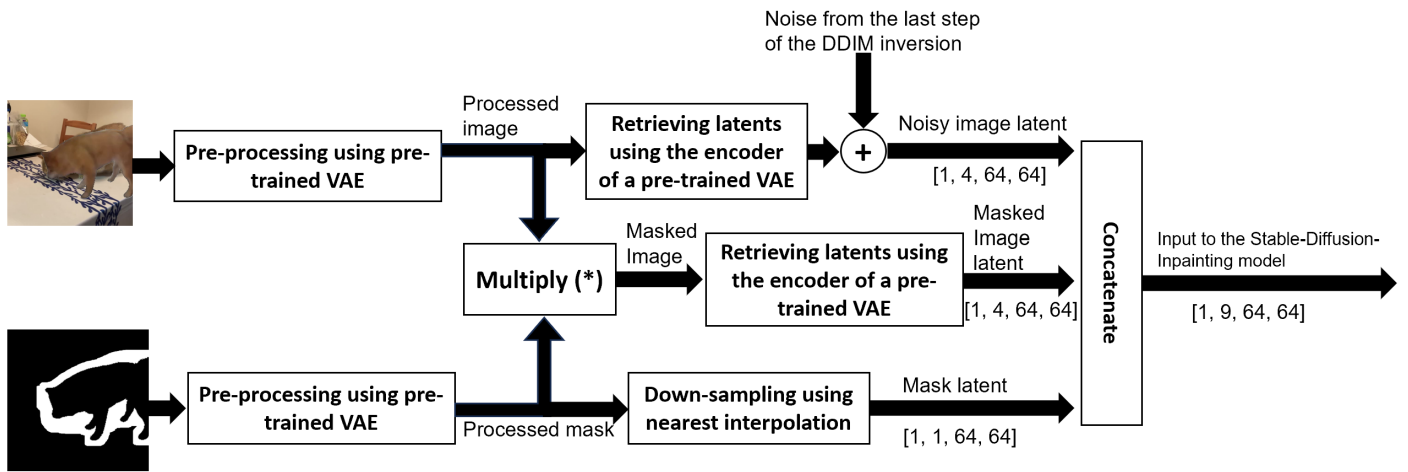 Noise from the last step
of the DDIM inversion
Processed
image
Pre-processing using pre-
trained VAE
Retrieving latents
using the encoder
of a pre-trained VAE
+
Noisy image latent
[1, 4, 64, 64]
Multiply (*)
Masked
Image
Retrieving latents using
the encoder of a pre-
trained VAE
Masked
Image
latent
[1, 4, 64, 64]
Concatenate
Input to the Stable-Diffusion-
Inpainting model
[1, 9, 64, 64]
Pre-processing using pre-
trained VAE
Processed mask
Down-sampling using
nearest interpolation
Mask latent
[1, 1, 64, 64]